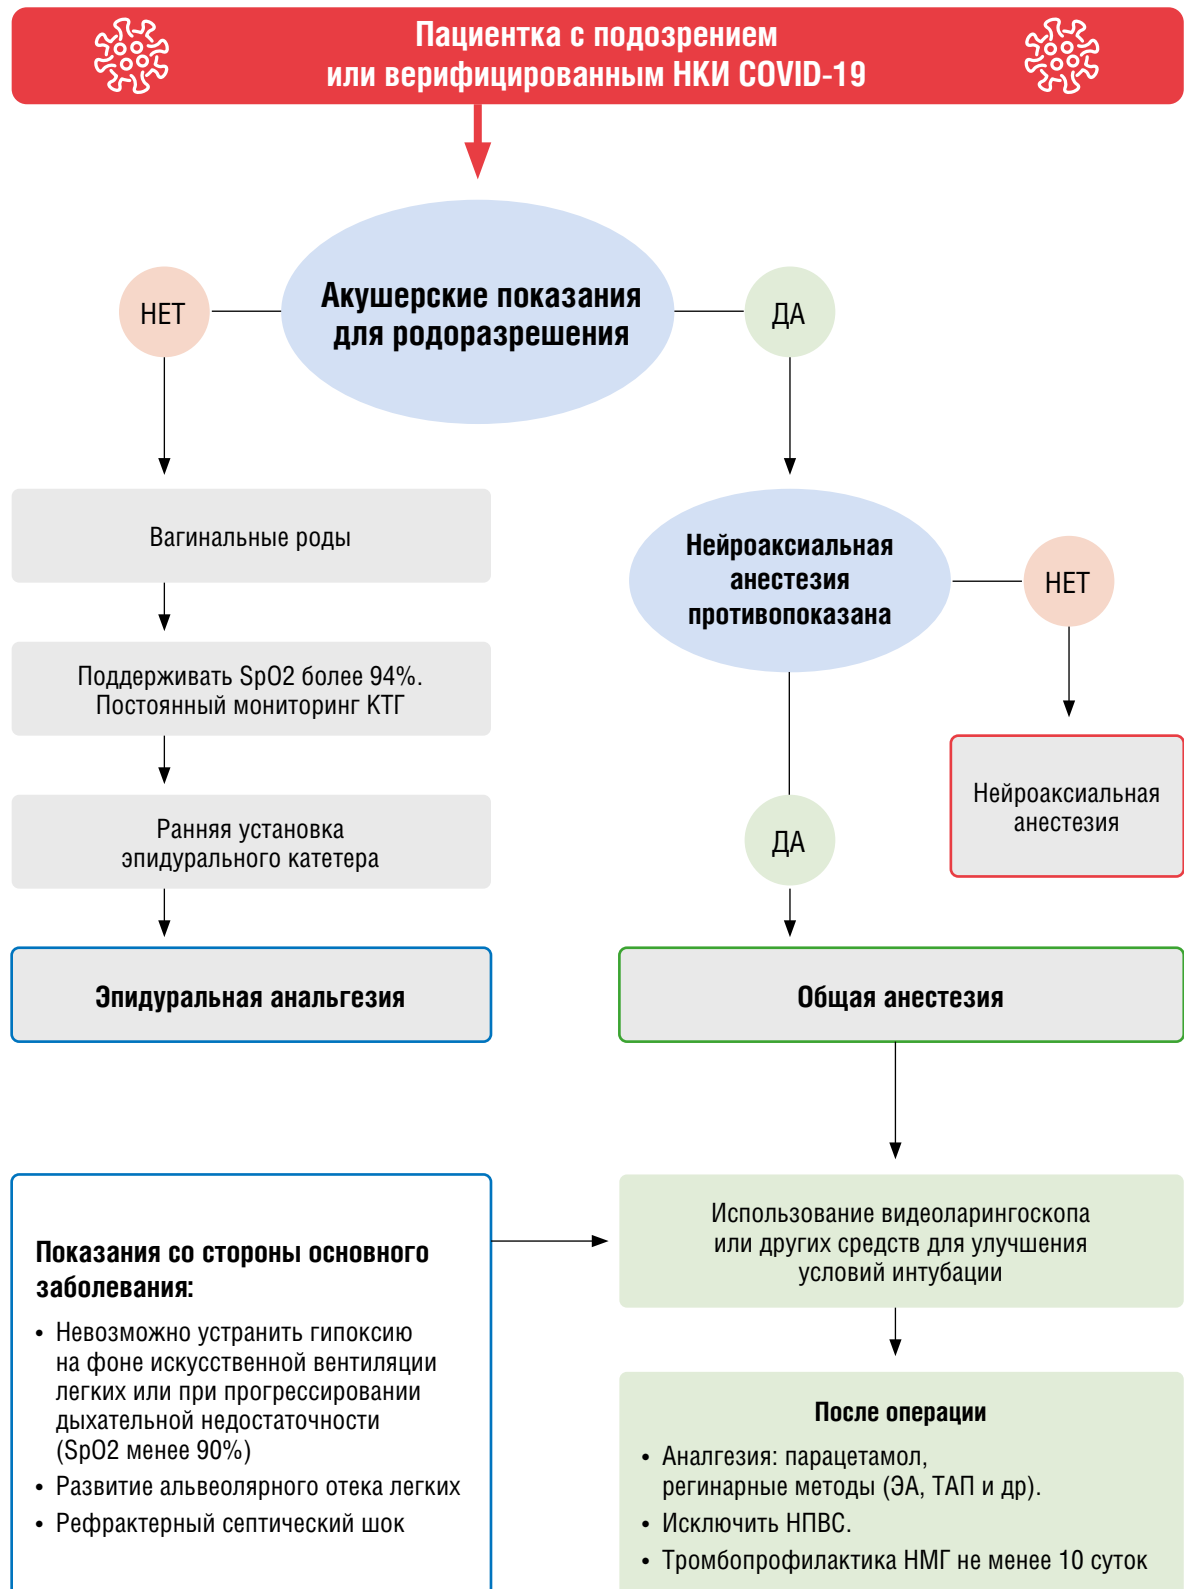 Пациентка с подозрением
или верифицированным НКИ COVID-19
Акушерские показания
для родоразрешения
НЕТ
ДА
Вагинальные роды
Поддерживать SpO2 более 94%.
Постоянный мониторинг КТГ
Ранняя установка
эпидурального катетера
Эпидуральная анальгезия
Нейроаксиальная
анестезия
противопоказана
НЕТ
Нейроаксиальная
анестезия
ДА
Общая анестезия
Показания со стороны основного
заболевания:
• Невозможно устранить гипоксию
на фоне искусственной вентиляции
легких или при прогрессировании
дыхательной недостаточности
(SpO2 менее 90%)
• Развитие альвеолярного отека легких
• Рефрактерный септический шок
Использование видеоларингоскопа
или других средств для улучшения
условий интубации
После операции
• Аналгезия: парацетамол,
регинарные методы (ЭА, ТАП и др).
• Исключить НПВС.
• Тромбопрофилактика НМГ не менее 10 суток